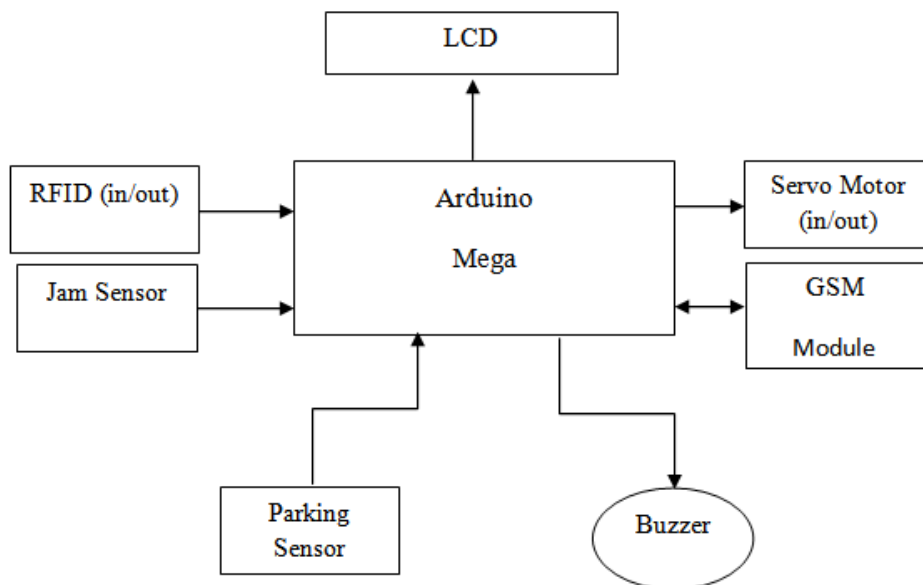 LCD
RFID (in/out)
Arduino
Mega
Servo Motor
(in/out)
Jam Sensor
GSM
Module
Parking
Sensor
Buzzer